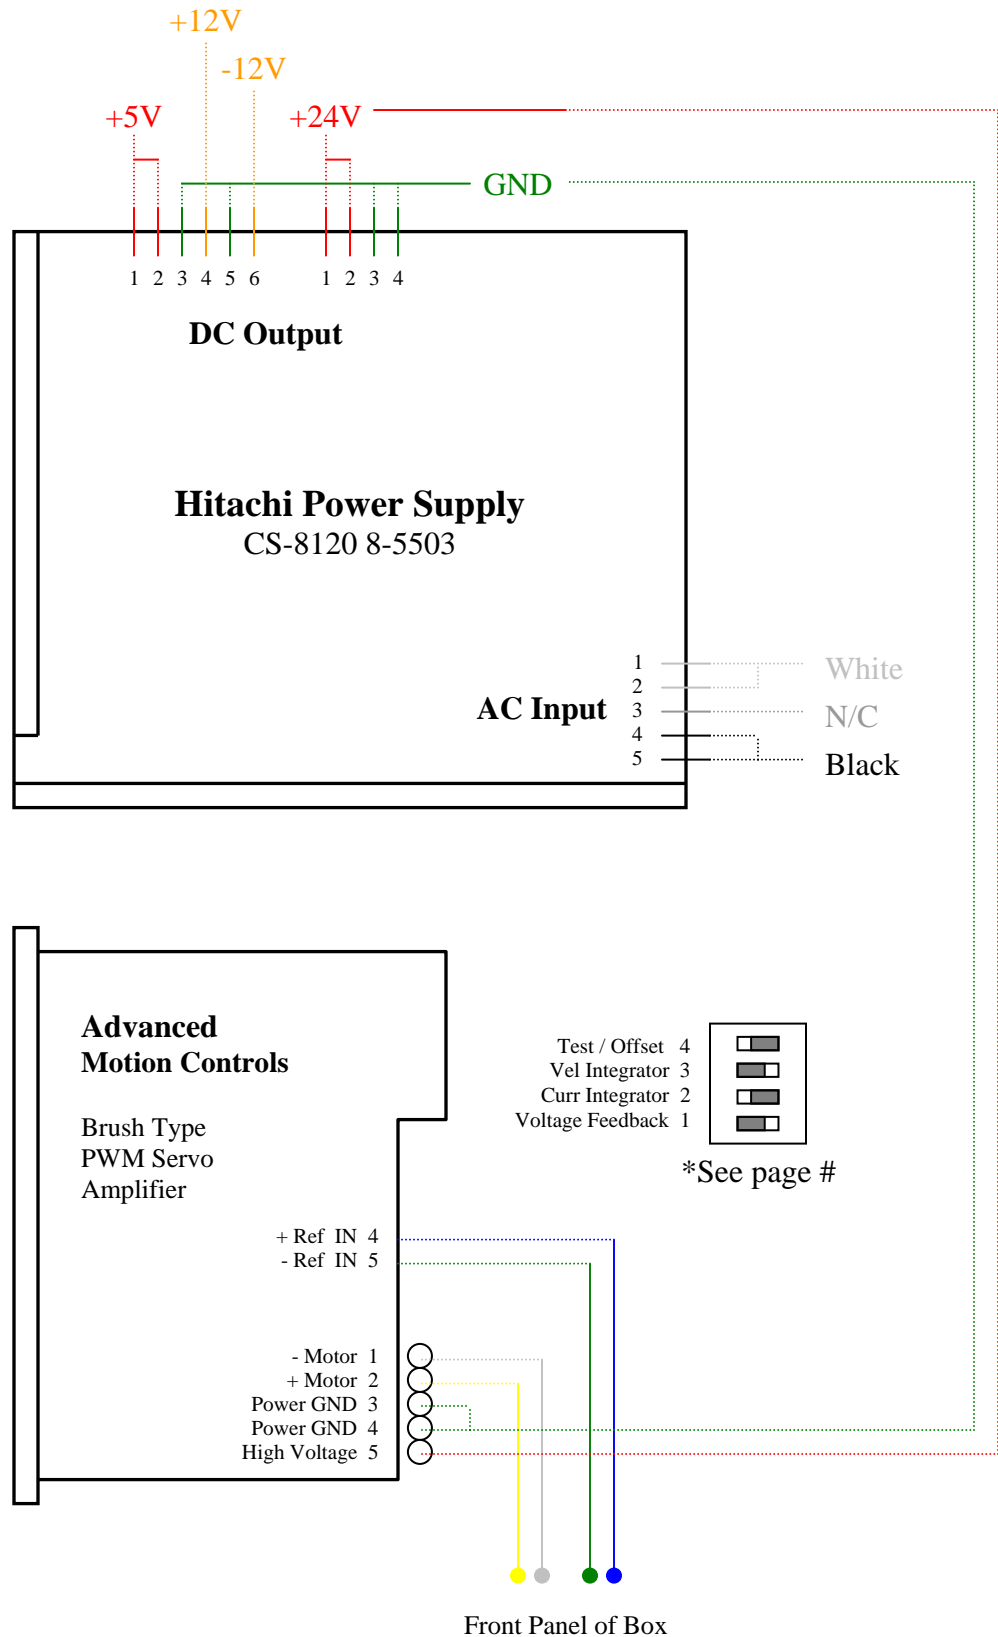 +12V
-12V
+5V
+24V
GND
1 2 3 4 5 6 1 2 3 4
DC Output
Hitachi Power Supply
CS-8120 8-5503
AC Input
1
2
3
4
5
White
N/C
Black
Advanced
Motion Controls
Brush Type
PWM Servo
Amplifier
Test / Offset 4
Vel Integrator 3
Curr Integrator 2
Voltage Feedback 1
*See page #
+ Ref IN 4
- Ref IN 5
- Motor 1
+ Motor 2
Power GND 3
Power GND 4
High Voltage 5
Front Panel of Box